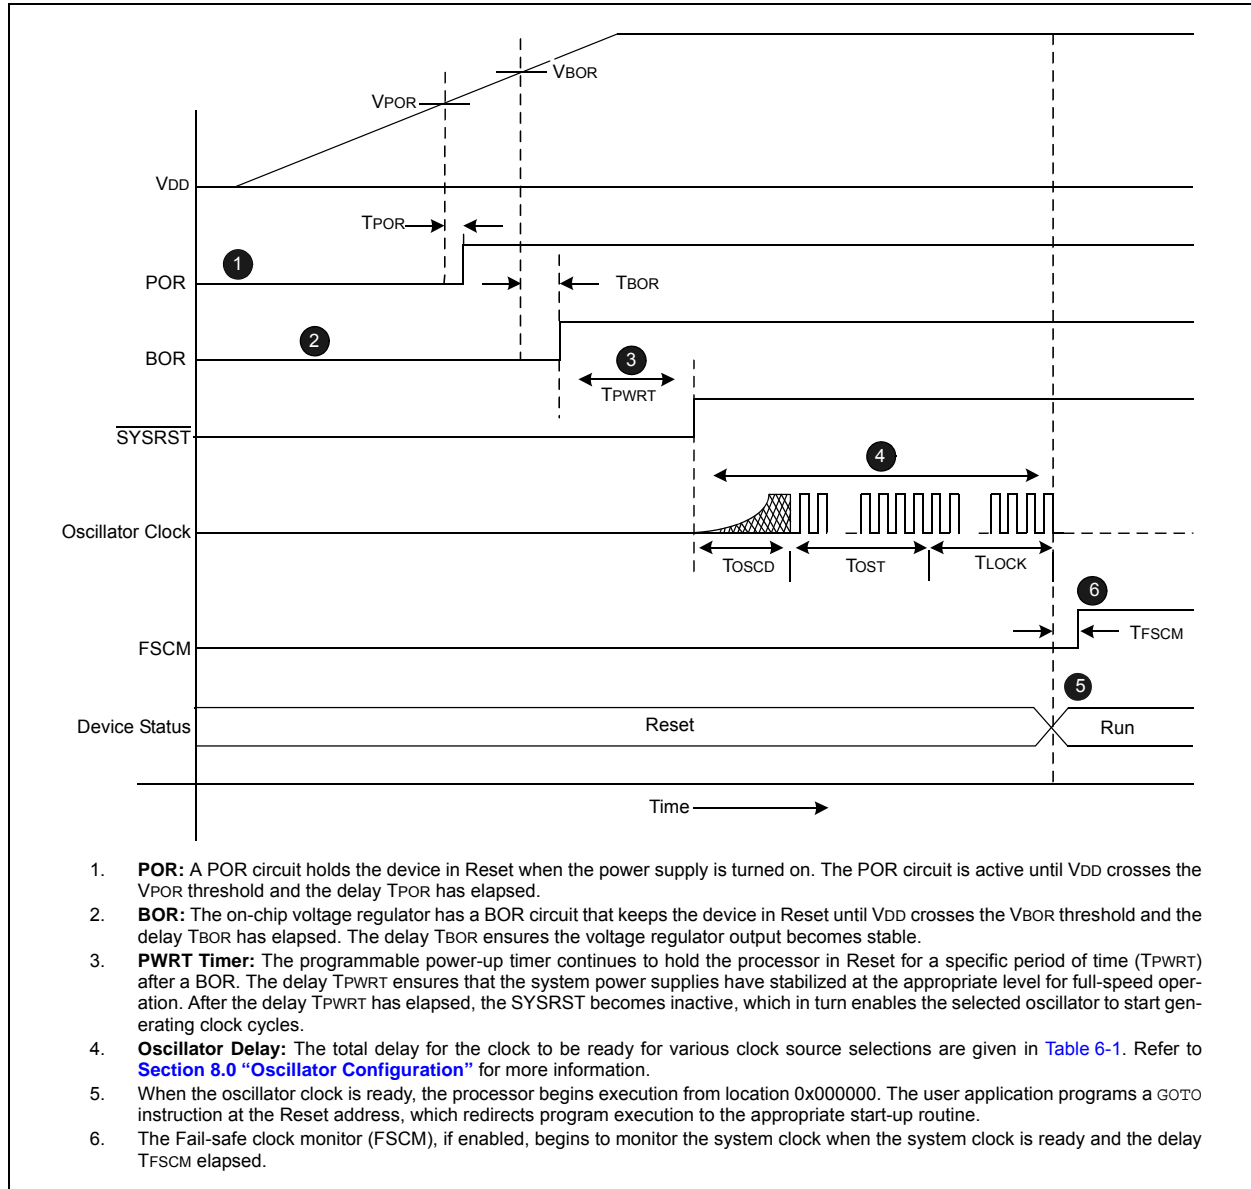 VBOR
VPOR
VDD
TPOR
1
POR
TBOR
2
BOR
3
TPWRT
SYSRST
4
Oscillator Clock
TOSCD TOST TLOCK
6
TFSCM
FSCM
5
Device Status Reset Run
Time
1. POR: A POR circuit holds the device in Reset when the power supply is turned on. The POR circuit is active until VDD crosses the
VPOR threshold and the delay TPOR has elapsed.
2. BOR: The on-chip voltage regulator has a BOR circuit that keeps the device in Reset until VDD crosses the VBOR threshold and the
delay TBOR has elapsed. The delay TBOR ensures the voltage regulator output becomes stable.
3. PWRT Timer: The programmable power-up timer continues to hold the processor in Reset for a specific period of time (TPWRT)
after a BOR. The delay TPWRT ensures that the system power supplies have stabilized at the appropriate level for full-speed oper-
ation. After the delay TPWRT has elapsed, the SYSRST becomes inactive, which in turn enables the selected oscillator to start gen-
erating clock cycles.
4. Oscillator Delay: The total delay for the clock to be ready for various clock source selections are given in Table 6-1. Refer to
Section 8.0 “Oscillator Configuration” for more information.
5. When the oscillator clock is ready, the processor begins execution from location 0x000000. The user application programs a GOTO
instruction at the Reset address, which redirects program execution to the appropriate start-up routine.
6. The Fail-safe clock monitor (FSCM), if enabled, begins to monitor the system clock when the system clock is ready and the delay
TFSCM elapsed.